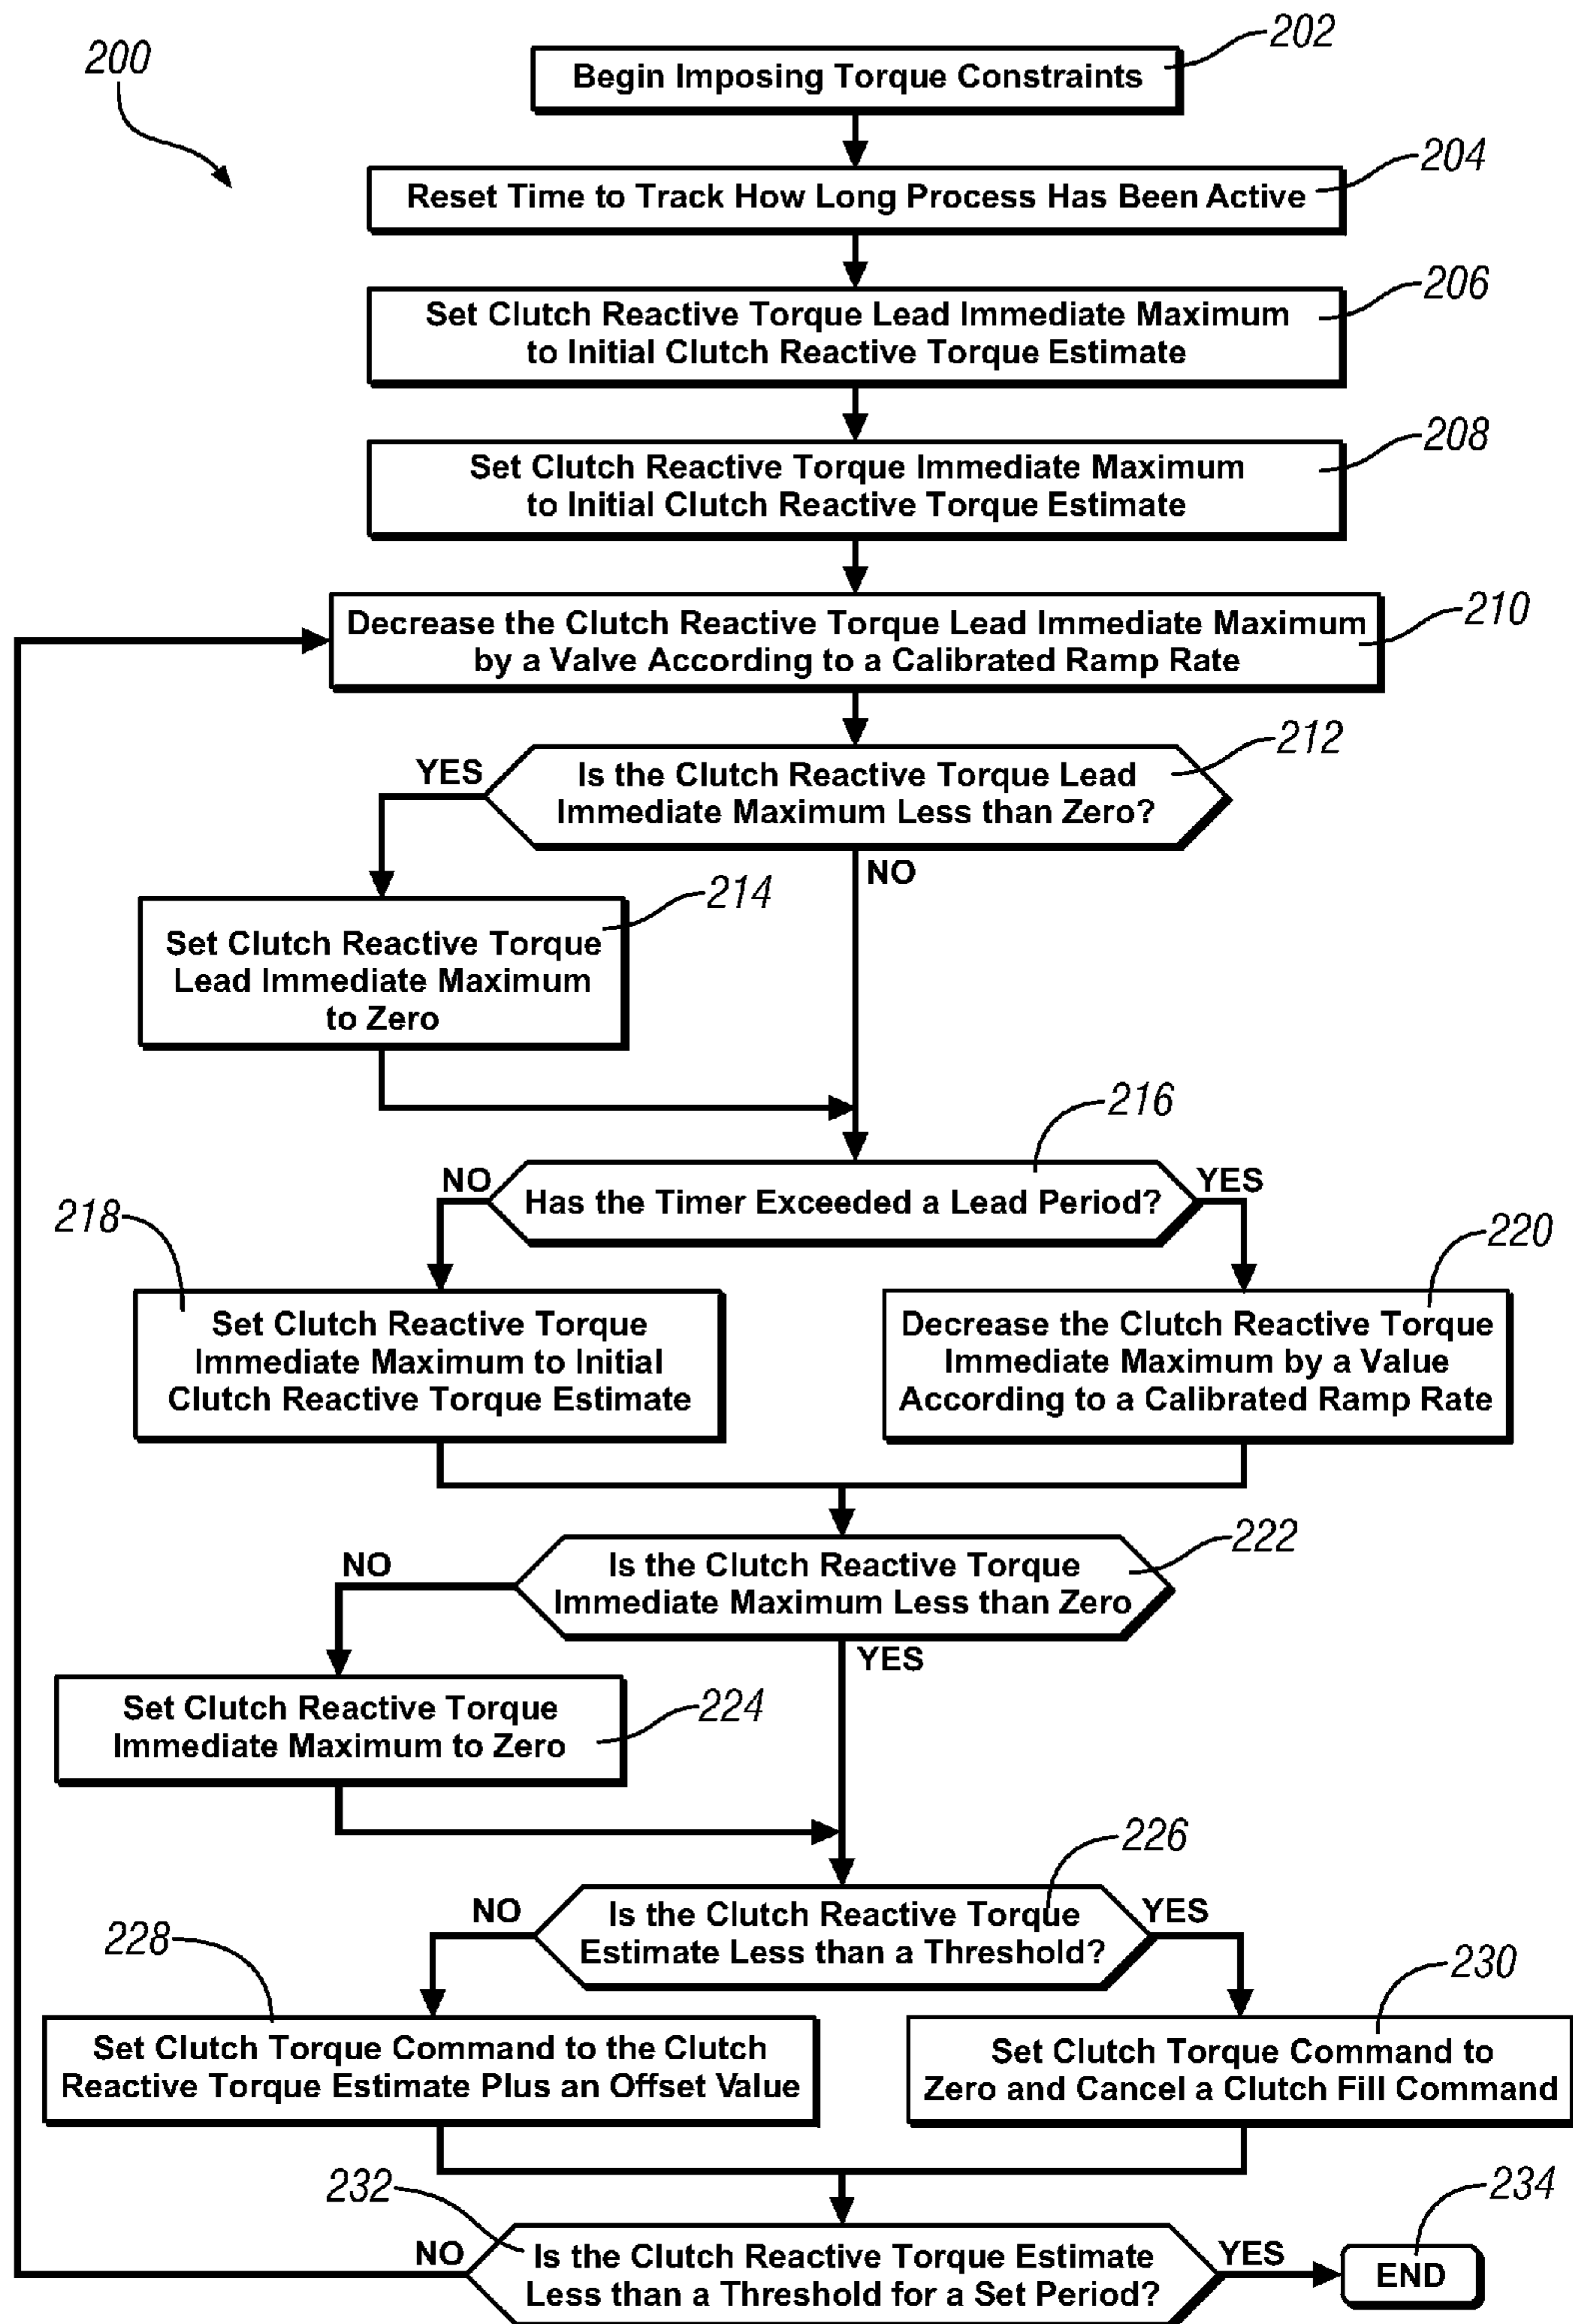 200
202
Begin Imposing Torque Constraints
204
Reset Time to Track How Long Process Has Been Active
206
Set Clutch Reactive Torque Lead Immediate Maximum
to Initial Clutch Reactive Torque Estimate
208
Set Clutch Reactive Torque Immediate Maximum
to Initial Clutch Reactive Torque Estimate
210
Decrease the Clutch Reactive Torque Lead Immediate Maximum
by a Valve According to a Calibrated Ramp Rate
212
YES
Is the Clutch Reactive Torque Lead
Immediate Maximum Less than Zero?
NO
214
Set Clutch Reactive Torque
Lead Immediate Maximum
to Zero
216
NO
Has the Timer Exceeded a Lead Period?
YES
218
Set Clutch Reactive Torque
Immediate Maximum to Initial
Clutch Reactive Torque Estimate
220
Decrease the Clutch Reactive Torque
Immediate Maximum by a Value
According to a Calibrated Ramp Rate
222
NO
Is the Clutch Reactive Torque
Immediate Maximum Less than Zero
YES
224
Set Clutch Reactive Torque
Immediate Maximum to Zero
226
NO
Is the Clutch Reactive Torque
Estimate Less than a Threshold?
YES
228
Set Clutch Torque Command to the Clutch
Reactive Torque Estimate Plus an Offset Value
230
Set Clutch Torque Command to
Zero and Cancel a Clutch Fill Command
232
NO
Is the Clutch Reactive Torque Estimate
Less than a Threshold for a Set Period?
YES
234
END